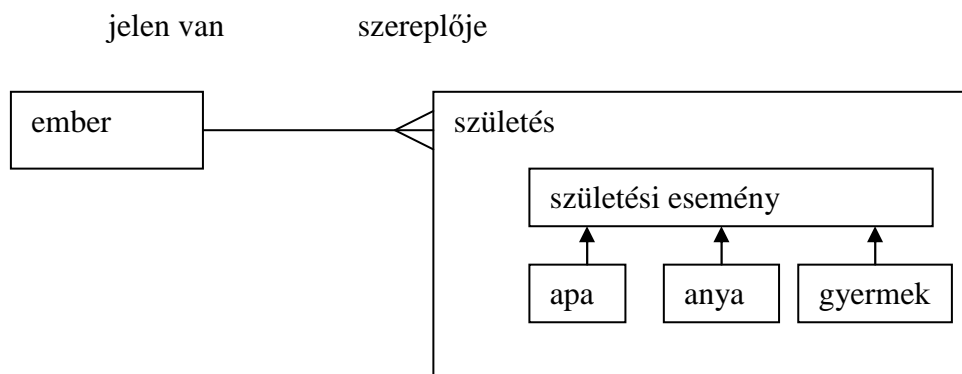 jelen van szereplője
ember születés
születési esemény
apa anya gyermek